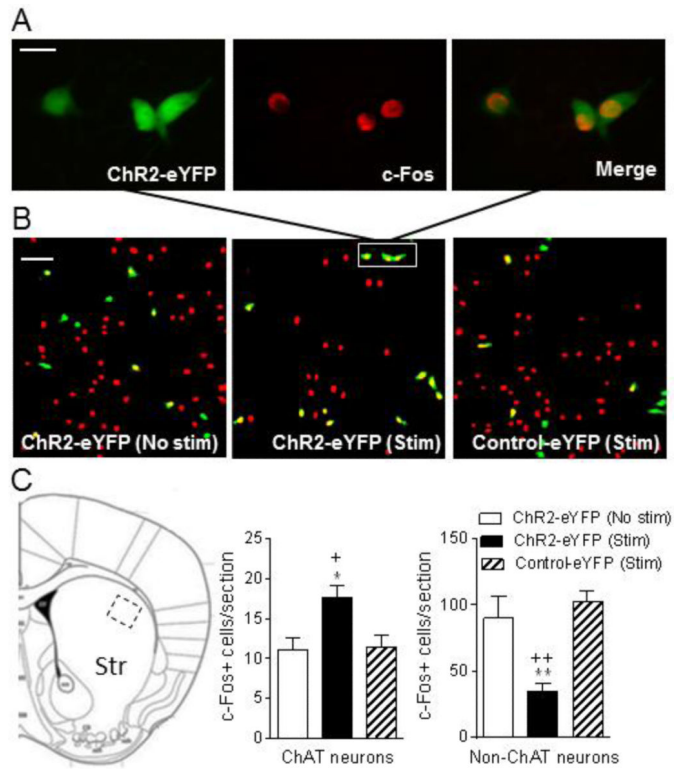 A
ChR2-eYFP
c-Fos
Merge
B
ChR2-eYFP (No stim)
ChR2-eYFP (Stim)
Control-eYFP (Stim)
C
Str
c-Fos+ cells/section
25
20
15
10
5
0
+
*
ChAT neurons
c-Fos+ cells/section
150
100
50
0
++
**
Non-ChAT neurons
ChR2-eYFP (No stim)
ChR2-eYFP (Stim)
Control-eYFP (Stim)